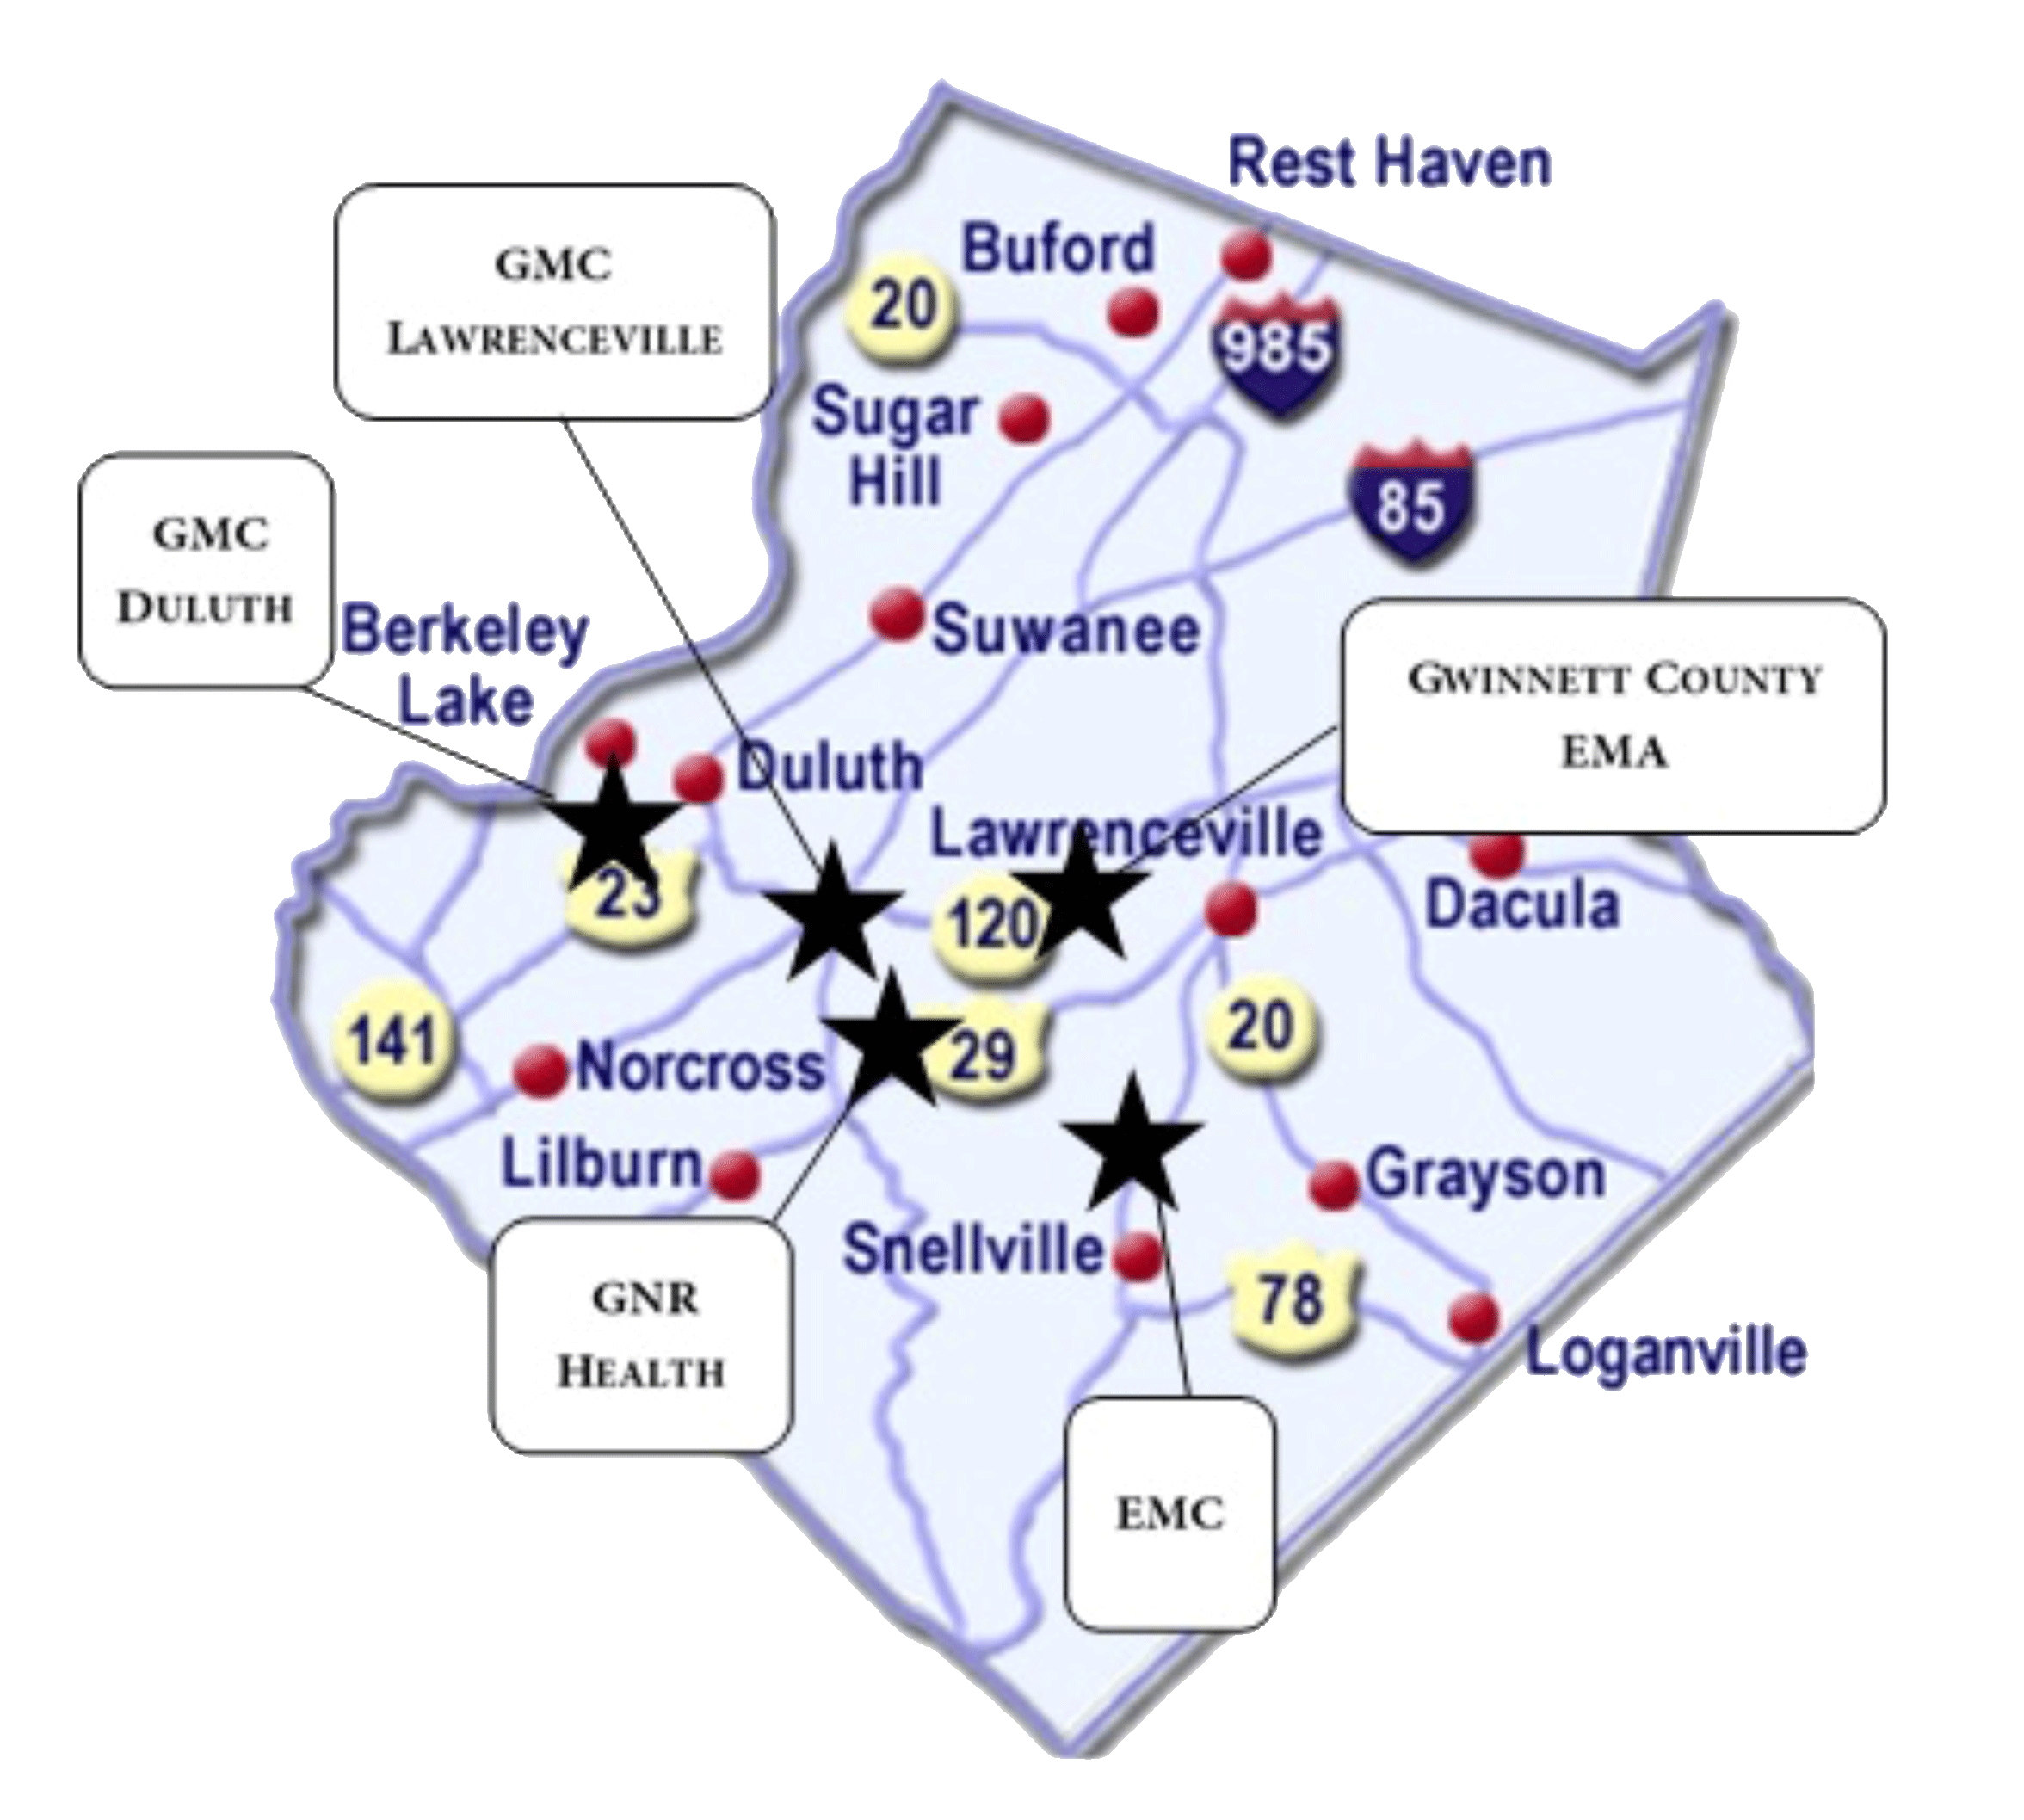 Rest Haven
GMC
LAWRENCEVILLE
Buford
20
985
Sugar
Hill
85
GMC
DULUTH
Berkeley
Lake
Suwanee
GWINNETT COUNTY
EMA
Duluth
Lawrenceville
23
120
Dacula
141
29
20
Norcross
Lilburn
Grayson
Snellville
78
GNR
HEALTH
Loganville
EMC